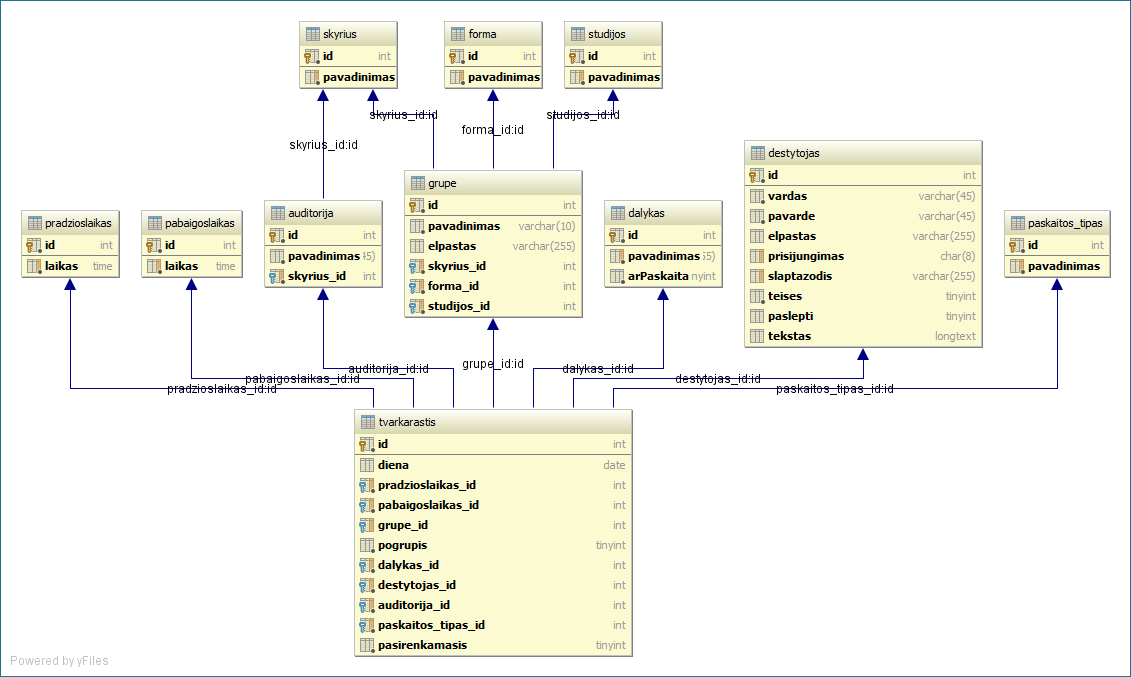 skyrius
id int
pavadinimas
forma
id int
pavadinimas
studijos
id int
pavadinimas
skyrius_id:id
forma_id:id
studijos_id:id
skyrius_id:id
destytojas
id int
vardas varchar(45)
pavarde varchar(45)
elpastas varchar(255)
prisijungimas char(8)
slaptazodis varchar(255)
teises tinyint
paslepti tinyint
tekstas longtext
grupe
id int
pavadinimas varchar(10)
elpastas varchar(255)
skyrius_id int
forma_id int
studijos_id int
pradzioslaikas
id int
laikas time
pabaigoslaikas
id int
laikas time
auditorija
id int
pavadinimas 45)
skyrius_id int
dalykas
id int
pavadinimas 55)
arPaskaita nyint
paskaitos_tipas
id int
pavadinimas
grupe_id:id
auditorija_id:id
dalykas_id:id
pabaigoslaikas_id:id
destytojas_id:id
pradzioslaikas_id:id
paskaitos_tipas_id:id
tvarkarastis
id int
diena date
pradzioslaikas_id int
pabaigoslaikas_id int
grupe_id int
pogrupis tinyint
dalykas_id int
destytojas_id int
auditorija_id int
paskaitos_tipas_id int
pasirenkamasis tinyint
Powered by yFiles